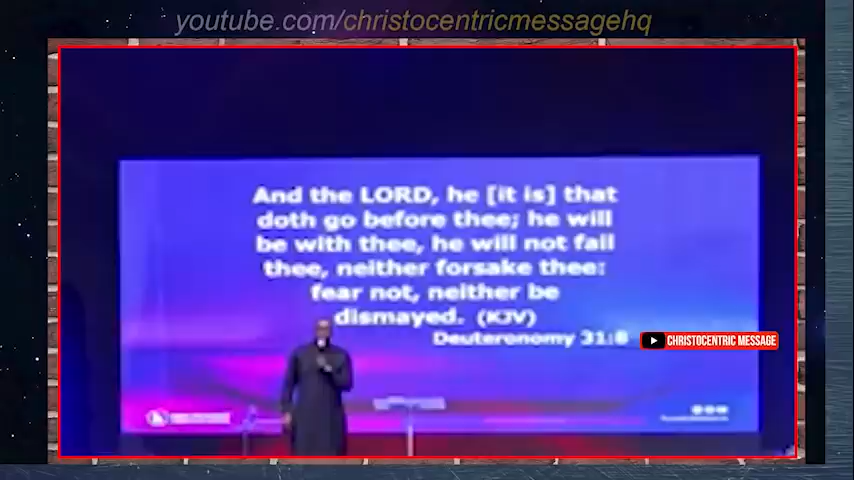 youtube.com/christocentricmessagehq
And the LORD, he [it is] that
doth go before thee; he will
be with thee, he will not fail
thee, neither forsake thee:
fear not, neither be
dismayed. (KJV)
Deuteronomy 31:8
CHRISTOCENTRIC MESSAGE